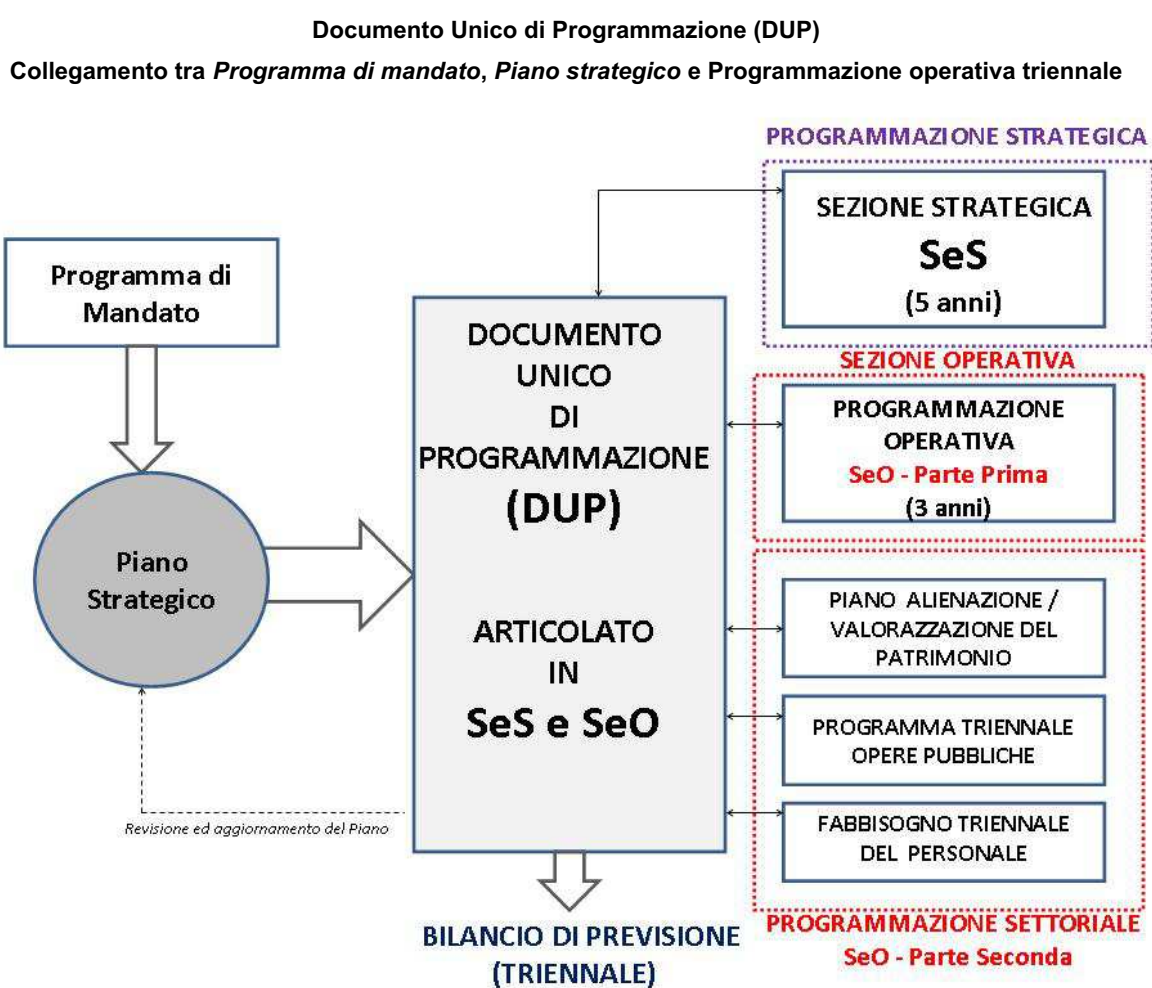 Documento Unico di Programmazione (DUP)
Collegamento tra Programma di mandato, Piano strategico e Programmazione operativa triennale
PROGRAMMAZIONE STRATEGICA
SEZIONE STRATEGICA
SeS
(5 anni)
Programma di
Mandato
DOCUMENTO
UNICO
DI
PROGRAMMAZIONE
(DUP)
ARTICOLATO
IN
SeS e SeO
SEZIONE OPERATIVA
PROGRAMMAZIONE
OPERATIVA
SeO - Parte Prima
(3 anni)
Piano
Strategico
PIANO ALIENAZIONE /
VALORAZZAZIONE DEL
PATRIMONIO
PROGRAMMA TRIENNALE
OPERE PUBBLICHE
FABBISOGNO TRIENNALE
DEL PERSONALE
Revisione ed aggiornamento del Piano
PROGRAMMAZIONE SETTORIALE
SeO - Parte Seconda
BILANCIO DI PREVISIONE
(TRIENNALE)